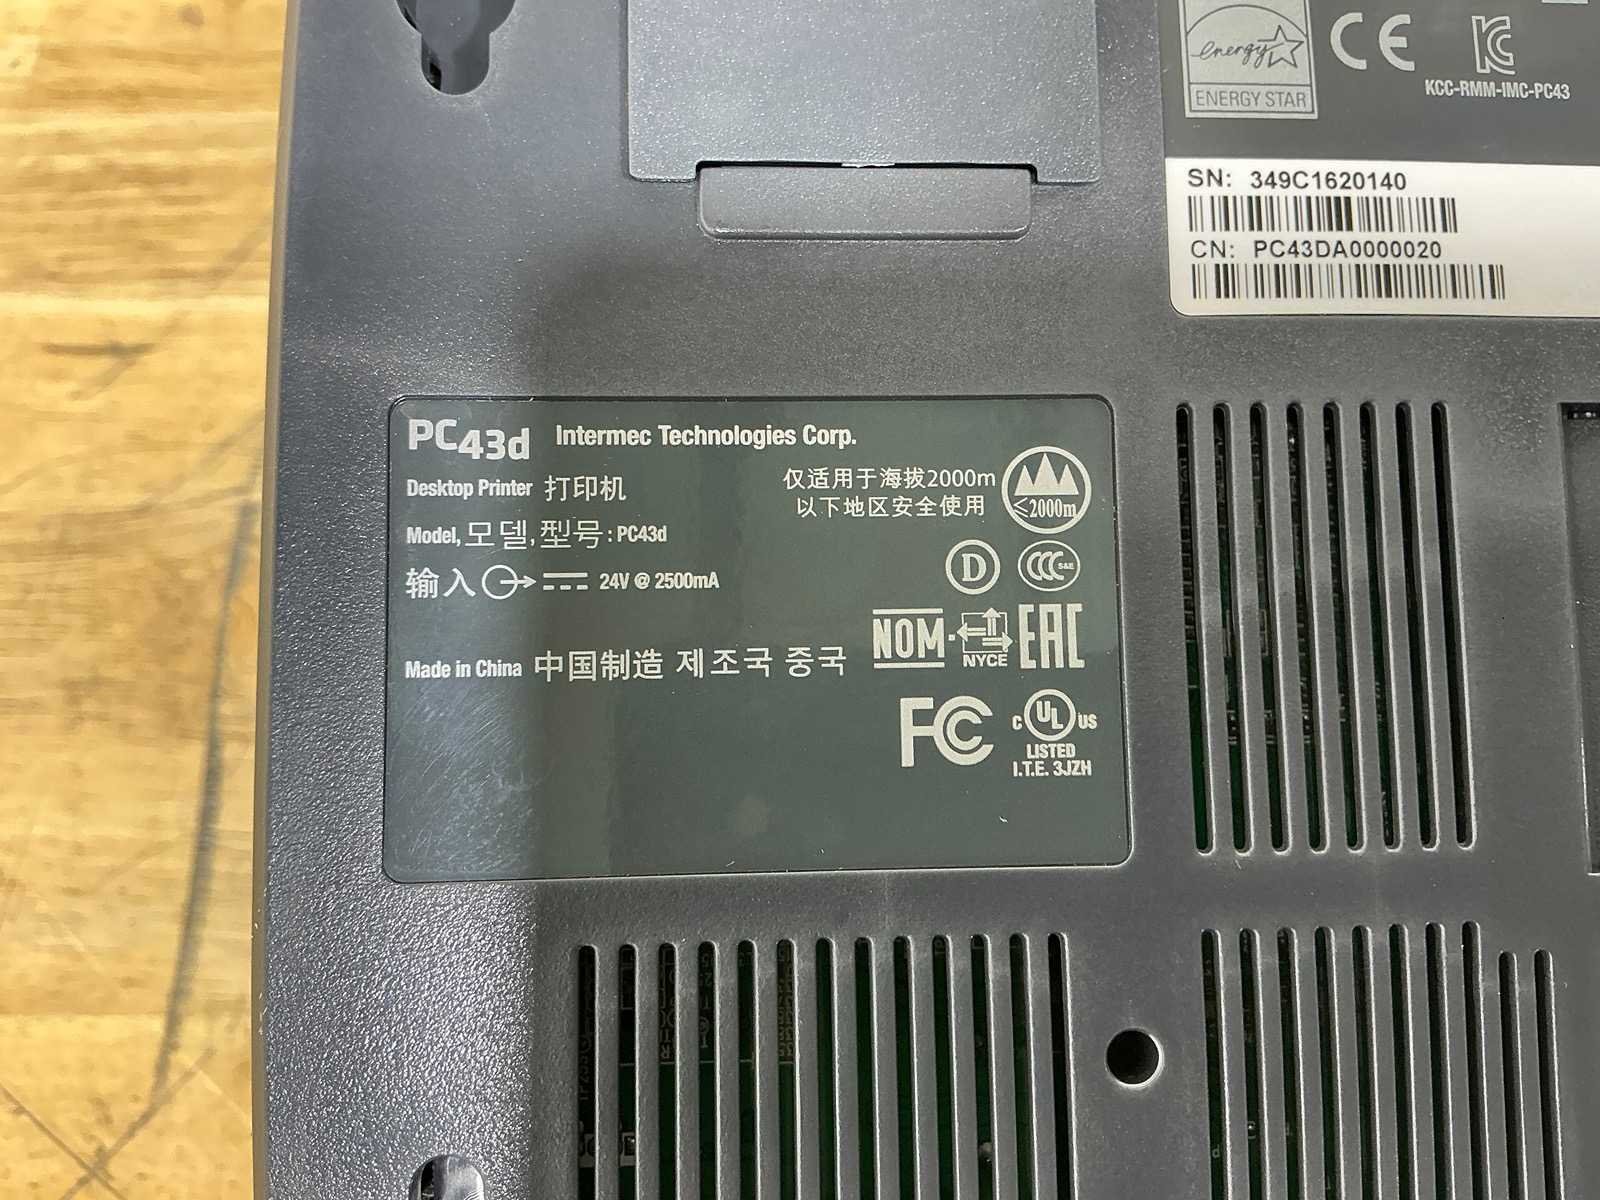 energy
ENERGY STAR
CE
KCC-RMM-IMC-PC43
SN: 349C1620140
CN: PC43DA0000020
PC43d Intermec Technologies Corp.
Desktop Printer 打印机
仅适用于海拔2000m
以下地区安全使用
≤2000m
Model, 모델, 型号: PC43d
D
CCC S&E
输入 24V @ 2500mA
NOM
NYCE
EAC
Made in China 中国制造 제조국 중국
FC
c UL US
LISTED
I.T.E. 3JZH